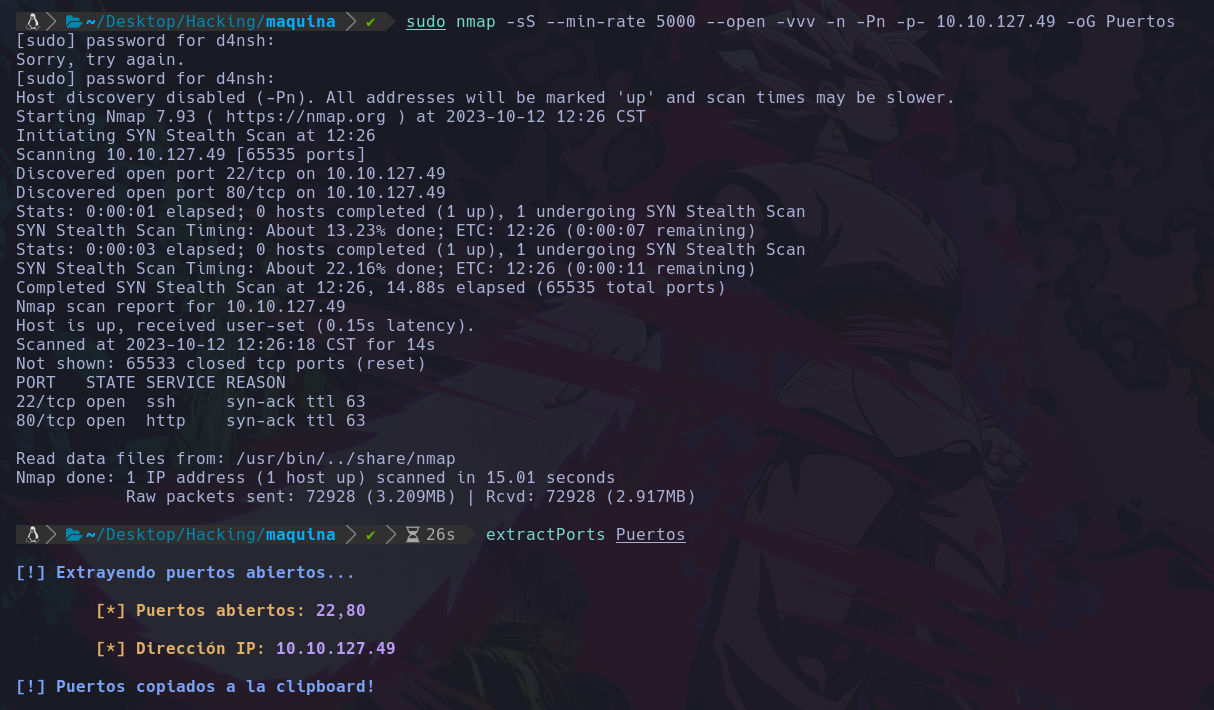 ~/Desktop/Hacking/maquina ✔ sudo nmap -sS --min-rate 5000 --open -vvv -n -Pn -p- 10.10.127.49 -oG Puertos
[sudo] password for d4nsh:
Sorry, try again.
[sudo] password for d4nsh:
Host discovery disabled (-Pn). All addresses will be marked 'up' and scan times may be slower.
Starting Nmap 7.93 ( https://nmap.org ) at 2023-10-12 12:26 CST
Initiating SYN Stealth Scan at 12:26
Scanning 10.10.127.49 [65535 ports]
Discovered open port 22/tcp on 10.10.127.49
Discovered open port 80/tcp on 10.10.127.49
Stats: 0:00:01 elapsed; 0 hosts completed (1 up), 1 undergoing SYN Stealth Scan
SYN Stealth Scan Timing: About 13.23% done; ETC: 12:26 (0:00:07 remaining)
Stats: 0:00:03 elapsed; 0 hosts completed (1 up), 1 undergoing SYN Stealth Scan
SYN Stealth Scan Timing: About 22.16% done; ETC: 12:26 (0:00:11 remaining)
Completed SYN Stealth Scan at 12:26, 14.88s elapsed (65535 total ports)
Nmap scan report for 10.10.127.49
Host is up, received user-set (0.15s latency).
Scanned at 2023-10-12 12:26:18 CST for 14s
Not shown: 65533 closed tcp ports (reset)
PORT   STATE SERVICE REASON
22/tcp open  ssh     syn-ack ttl 63
80/tcp open  http    syn-ack ttl 63
Read data files from: /usr/bin/../share/nmap
Nmap done: 1 IP address (1 host up) scanned in 15.01 seconds
Raw packets sent: 72928 (3.209MB) | Rcvd: 72928 (2.917MB)
~/Desktop/Hacking/maquina ✔ 26s extractPorts Puertos
[!] Extrayendo puertos abiertos...
[*] Puertos abiertos: 22,80
[*] Dirección IP: 10.10.127.49
[!] Puertos copiados a la clipboard!